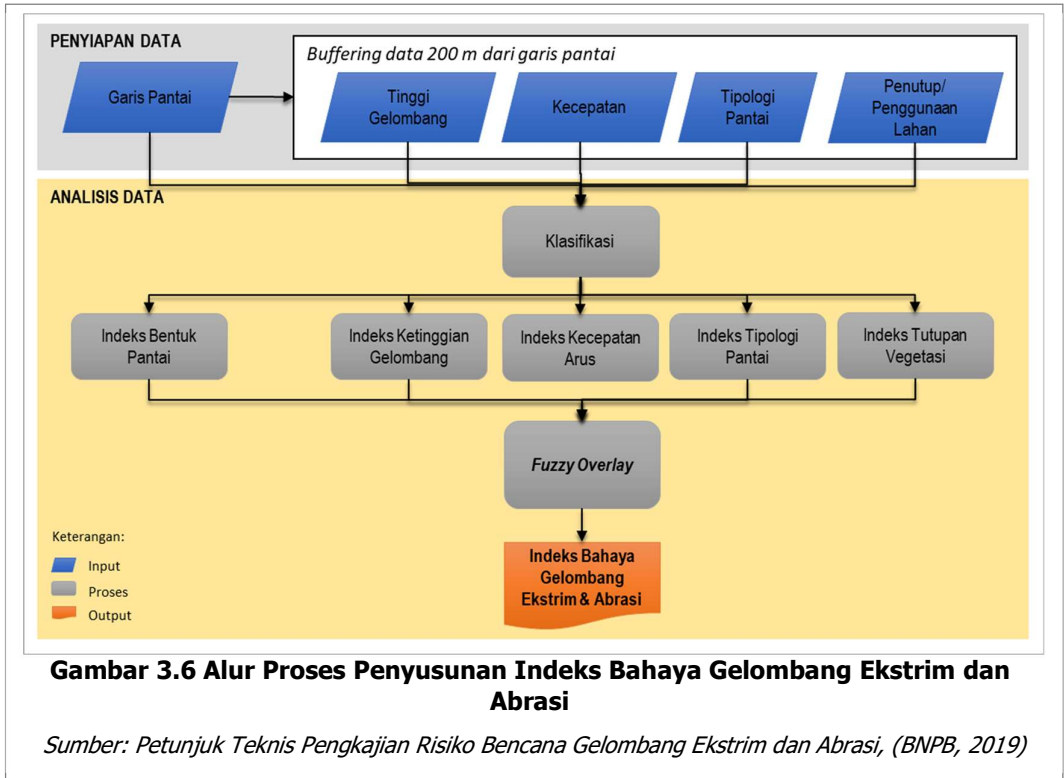 PENYIAPAN DATA
Buffering data 200 m dari garis pantai
Garis Pantai
Tinggi
Gelombang
Kecepatan
Tipologi
Pantai
Penutup/
Penggunaan
Lahan
ANALISIS DATA
Klasifikasi
Indeks Bentuk
Pantai
Indeks Ketinggian
Gelombang
Indeks Kecepatan
Arus
Indeks Tipologi
Pantai
Indeks Tutupan
Vegetasi
Fuzzy Overlay
Indeks Bahaya
Gelombang
Ekstrim & Abrasi
Keterangan:
Input
Proses
Output
Gambar 3.6 Alur Proses Penyusunan Indeks Bahaya Gelombang Ekstrim dan
Abrasi
Sumber: Petunjuk Teknis Pengkajian Risiko Bencana Gelombang Ekstrim dan Abrasi, (BNPB, 2019)